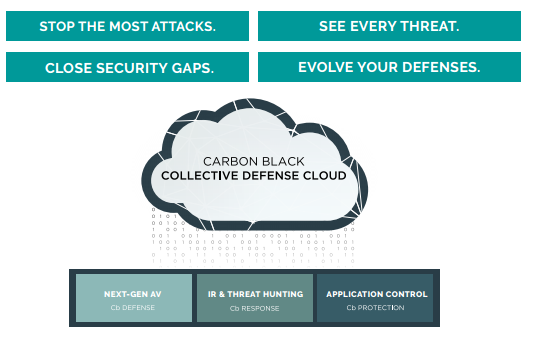 STOP THE MOST ATTACKS.
SEE EVERY THREAT.
CLOSE SECURITY GAPS.
EVOLVE YOUR DEFENSES.
CARBON BLACK
COLLECTIVE DEFENSE CLOUD
NEXT-GEN AV
Cb DEFENSE
IR & THREAT HUNTING
Cb RESPONSE
APPLICATION CONTROL
Cb PROTECTION